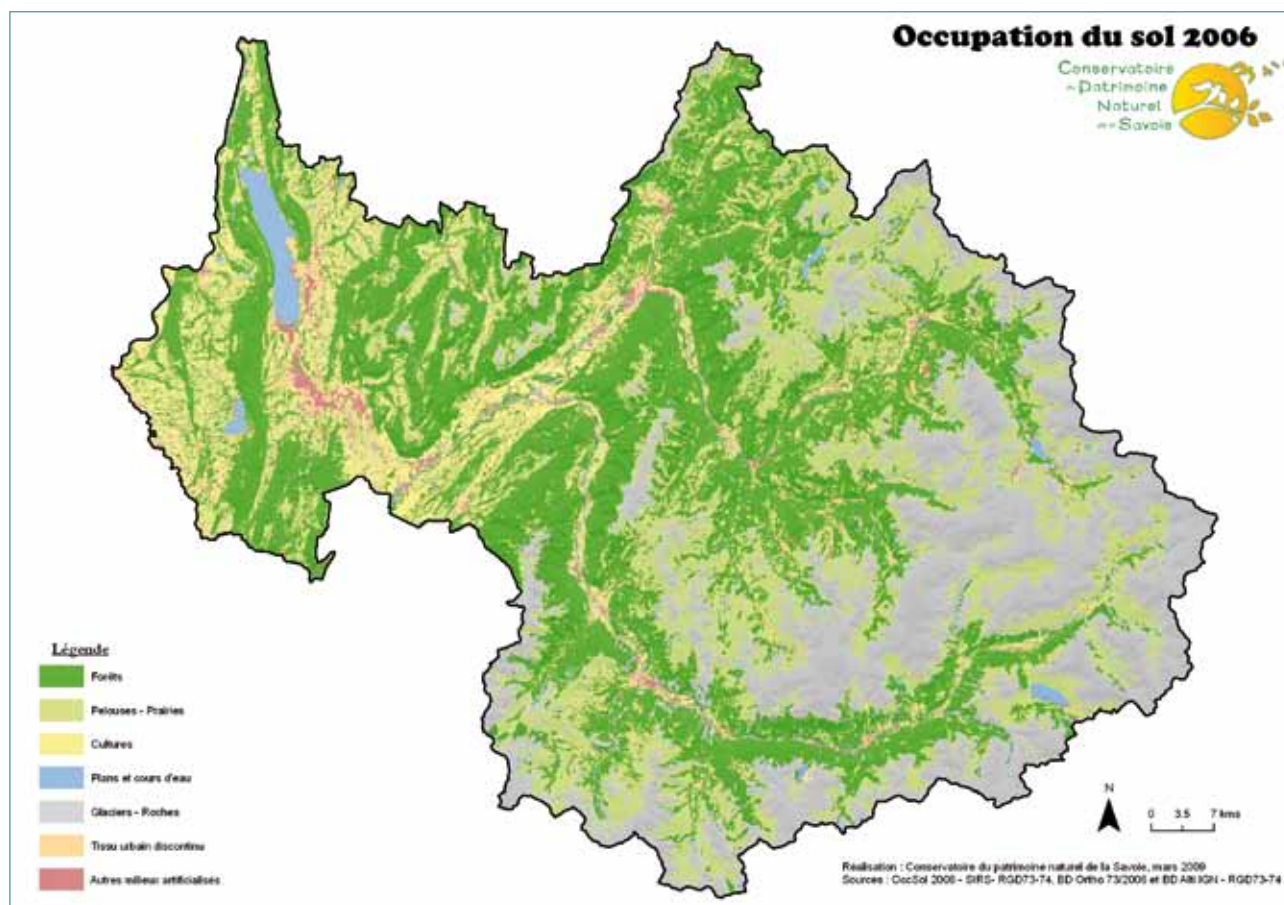 Occupation du sol 2006
Conservatoire
du Patrimoine
Naturel
de la Savoie
Légende
Forêts
Pelouses - Prairies
Cultures
Plans et cours d'eau
Glaciers - Roches
Tissu urbain discontinu
Autres milieux artificialisés
N
0 3.5 7 kms
Réalisation : Conservatoire du patrimoine naturel de la Savoie, mars 2009
Sources : OccSol 2006 - SIRS- RGD73-74, BD Ortho 73/2006 et BD Alti IGN - RGD73-74